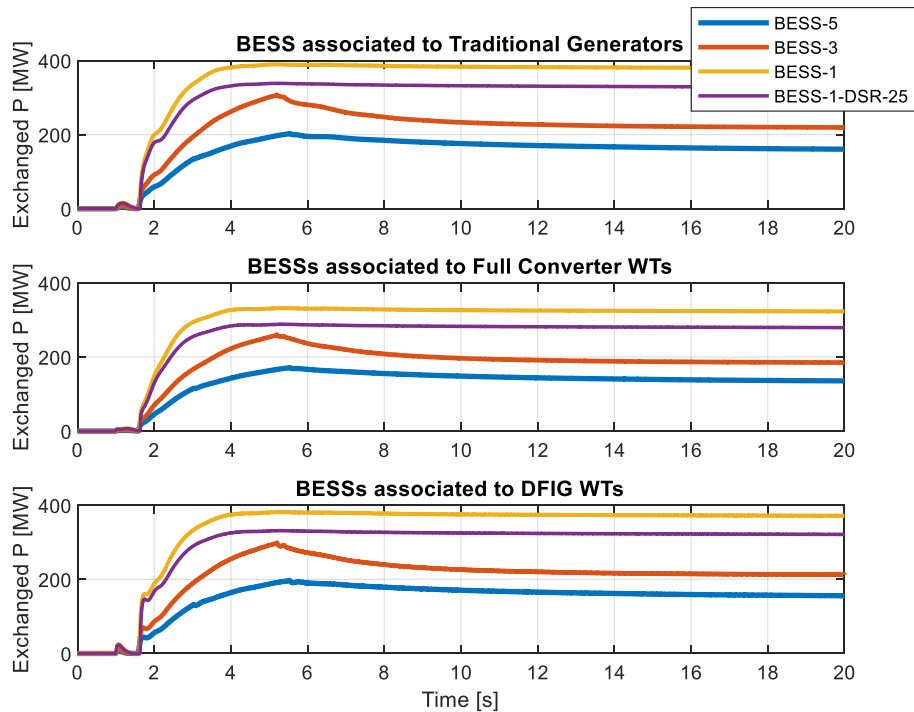 BESS associated to Traditional Generators
BESS-5
BESS-3
BESS-1
BESS-1-DSR-25
Exchanged P [MW]
400
200
0
0 2 4 6 8 10 12 14 16 18 20
BESSs associated to Full Converter WTs
Exchanged P [MW]
400
200
0
0 2 4 6 8 10 12 14 16 18 20
BESSs associated to DFIG WTs
Exchanged P [MW]
400
200
0
0 2 4 6 8 10 12 14 16 18 20
Time [s]